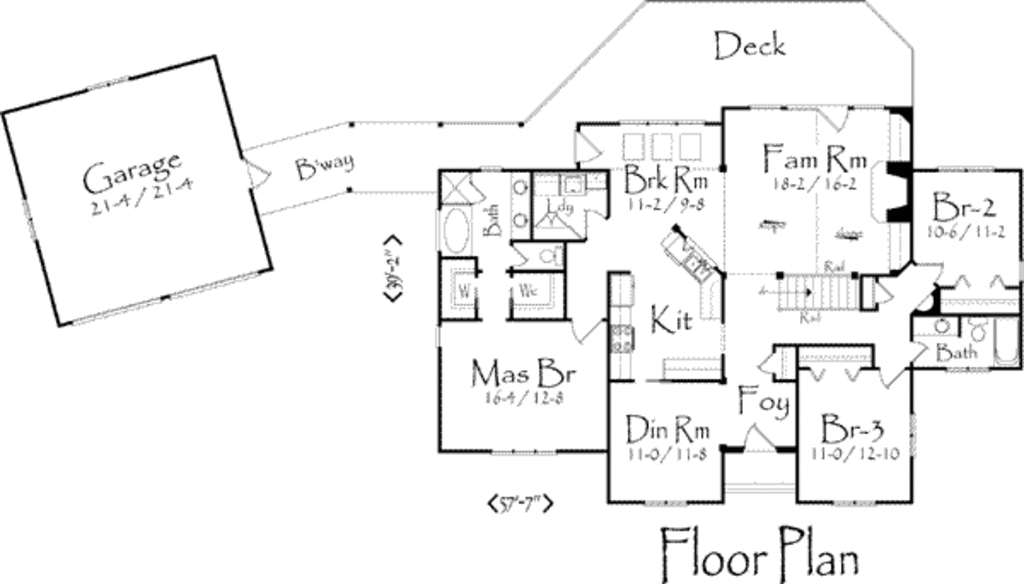 Deck
Garage
21-4 / 21-4
B'way
Fam Rm
18-2 / 16-2
Brk Rm
11-2 / 9-8
Ldy
Bath
Br-2
10-6 / 11-2
slope
Rail
Rail
W
Wc
Kit
Bath
Mas Br
16-4 / 12-8
Foy
Din Rm
11-0 / 11-8
Br-3
11-0 / 12-10
57'-7"
Floor Plan